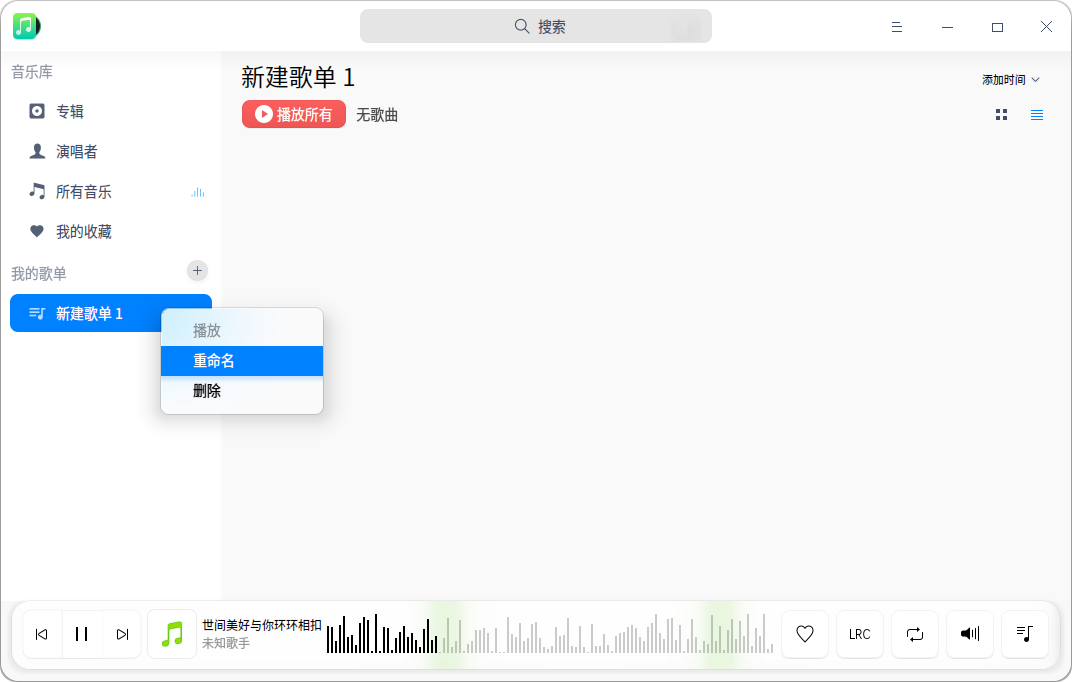 搜索
音乐库
专辑
演唱者
所有音乐
我的收藏
我的歌单
新建歌单 1
播放
重命名
删除
新建歌单 1
添加时间
播放所有
无歌曲
世间美好与你环环相扣
未知歌手
LRC